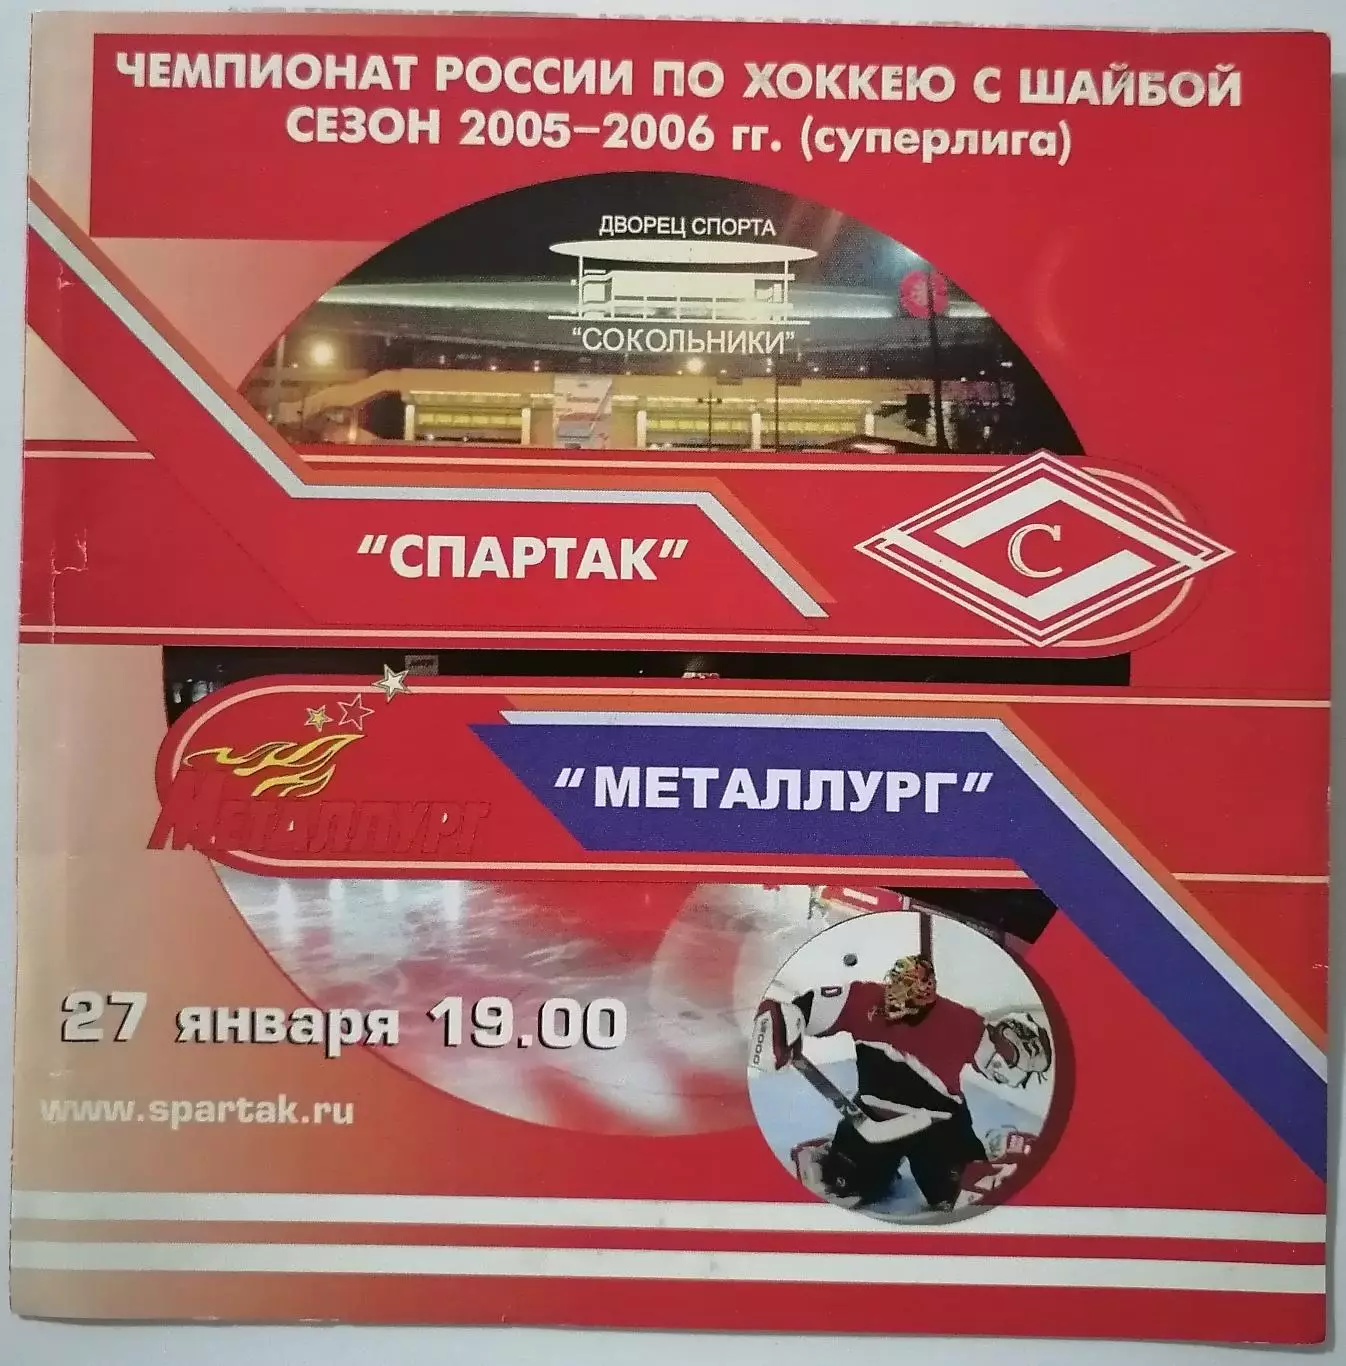 ЧЕМПИОНАТ РОССИИ ПО ХОККЕЮ С ШАЙБОЙ
СЕЗОН 2005-2006 гг. (суперлига)
ДВОРЕЦ СПОРТА
"СОКОЛЬНИКИ"
"СПАРТАК"
С
"МЕТАЛЛУРГ"
МЕТАЛЛУРГ
27 января 19.00
www.spartak.ru